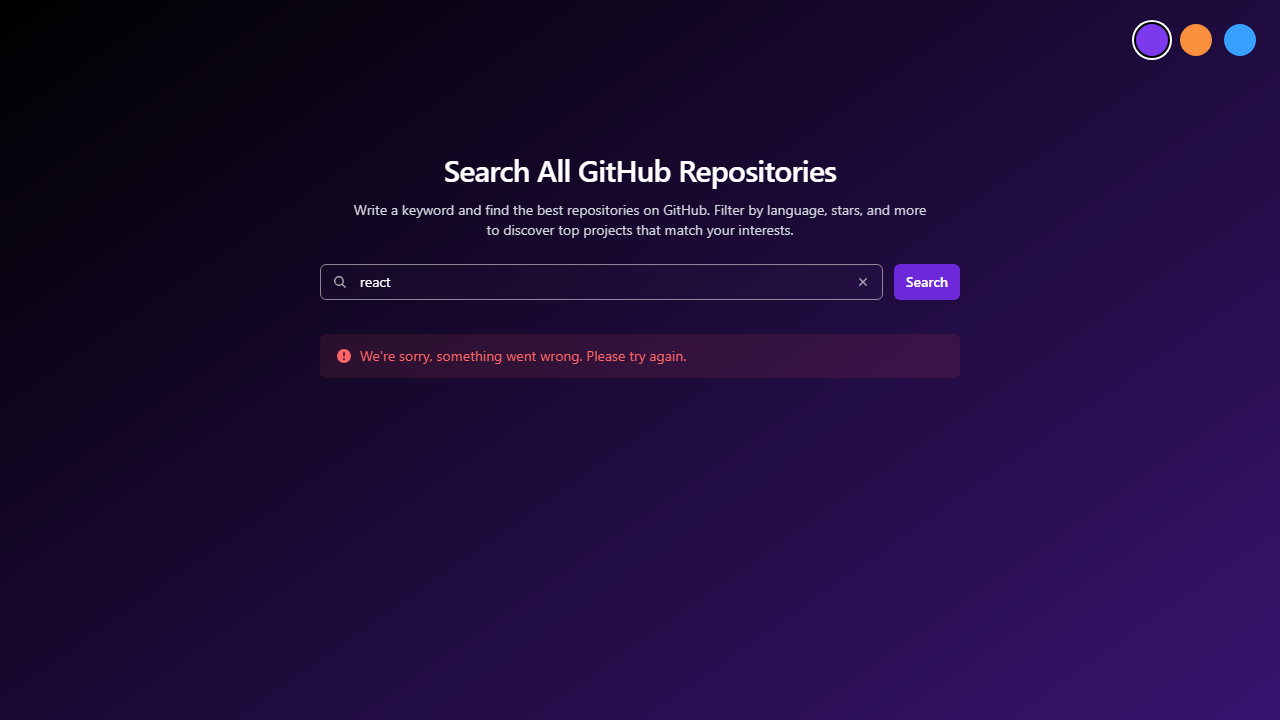 Search All GitHub Repositories
Write a keyword and find the best repositories on GitHub. Filter by language, stars, and more
to discover top projects that match your interests.
react
Search
We're sorry, something went wrong. Please try again.